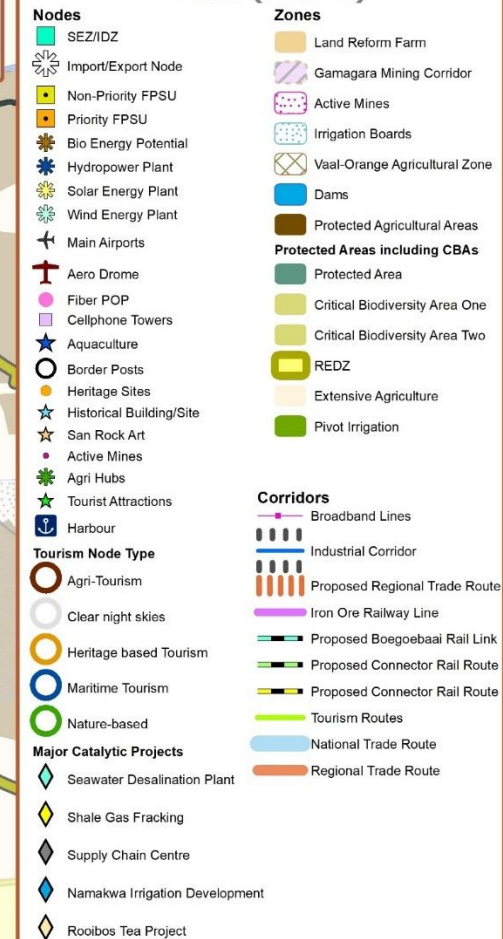 Nodes
SEZ/IDZ
Import/Export Node
Non-Priority FPSU
Priority FPSU
Bio Energy Potential
Hydropower Plant
Solar Energy Plant
Wind Energy Plant
Main Airports
Aero Drome
Fiber POP
Cellphone Towers
Aquaculture
Border Posts
Heritage Sites
Historical Building/Site
San Rock Art
Active Mines
Agri Hubs
Tourist Attractions
Harbour
Tourism Node Type
Agri-Tourism
Clear night skies
Heritage based Tourism
Maritime Tourism
Nature-based
Major Catalytic Projects
Seawater Desalination Plant
Shale Gas Fracking
Supply Chain Centre
Namakwa Irrigation Development
Rooibos Tea Project
Zones
Land Reform Farm
Gamagara Mining Corridor
Active Mines
Irrigation Boards
Vaal-Orange Agricultural Zone
Dams
Protected Agricultural Areas
Protected Areas including CBAs
Protected Area
Critical Biodiversity Area One
Critical Biodiversity Area Two
REDZ
Extensive Agriculture
Pivot Irrigation
Corridors
Broadband Lines
Industrial Corridor
Proposed Regional Trade Route
Iron Ore Railway Line
Proposed Boegoebaai Rail Link
Proposed Connector Rail Route
Proposed Connector Rail Route
Tourism Routes
National Trade Route
Regional Trade Route